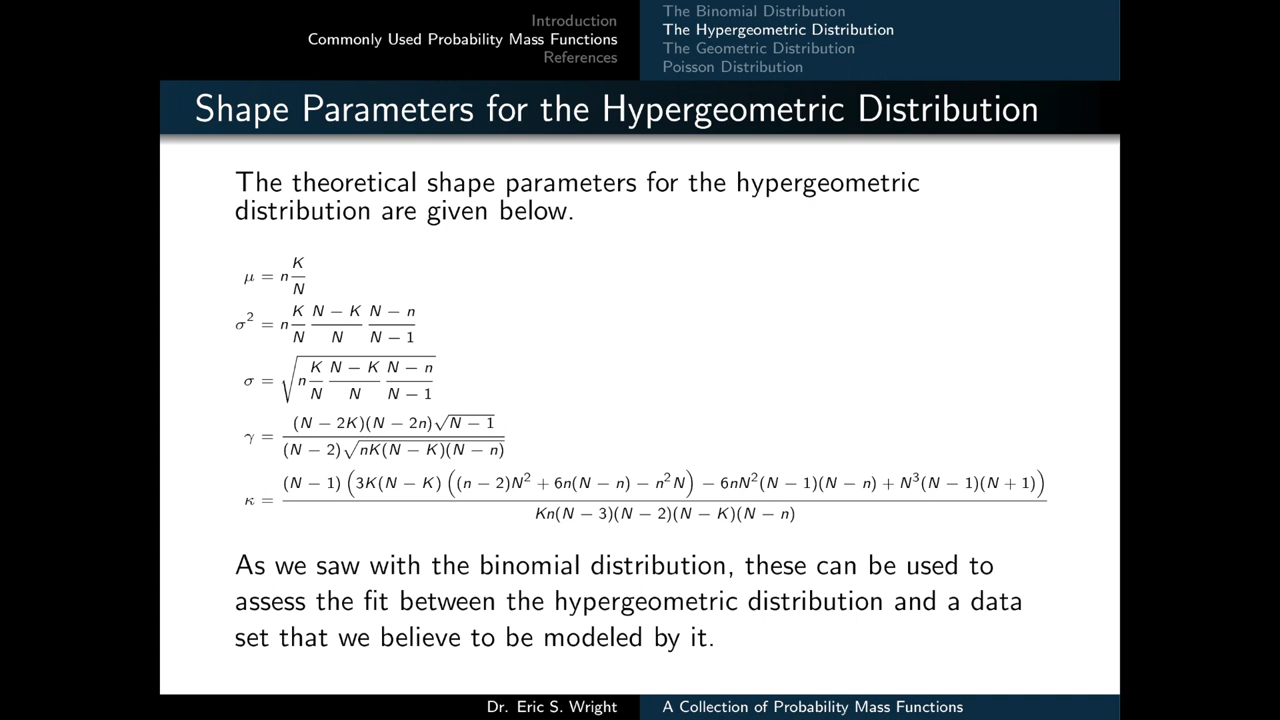 Introduction
Commonly Used Probability Mass Functions
References
The Binomial Distribution
The Hypergeometric Distribution
The Geometric Distribution
Poisson Distribution
Shape Parameters for the Hypergeometric Distribution
The theoretical shape parameters for the hypergeometric
distribution are given below.
μ = n K/N
σ² = n K/N (N − K)/N (N − n)/(N − 1)
σ = √(n K/N (N − K)/N (N − n)/(N − 1))
γ = (N − 2K)(N − 2n)√(N − 1) / (N − 2)√(nK(N − K)(N − n))
κ = (N − 1)(3K(N − K)((n − 2)N² + 6n(N − n) − n²N) − 6nN²(N − 1)(N − n) + N³(N − 1)(N + 1)) / Kn(N − 3)(N − 2)(N − K)(N − n)
As we saw with the binomial distribution, these can be used to
assess the fit between the hypergeometric distribution and a data
set that we believe to be modeled by it.
Dr. Eric S. Wright
A Collection of Probability Mass Functions